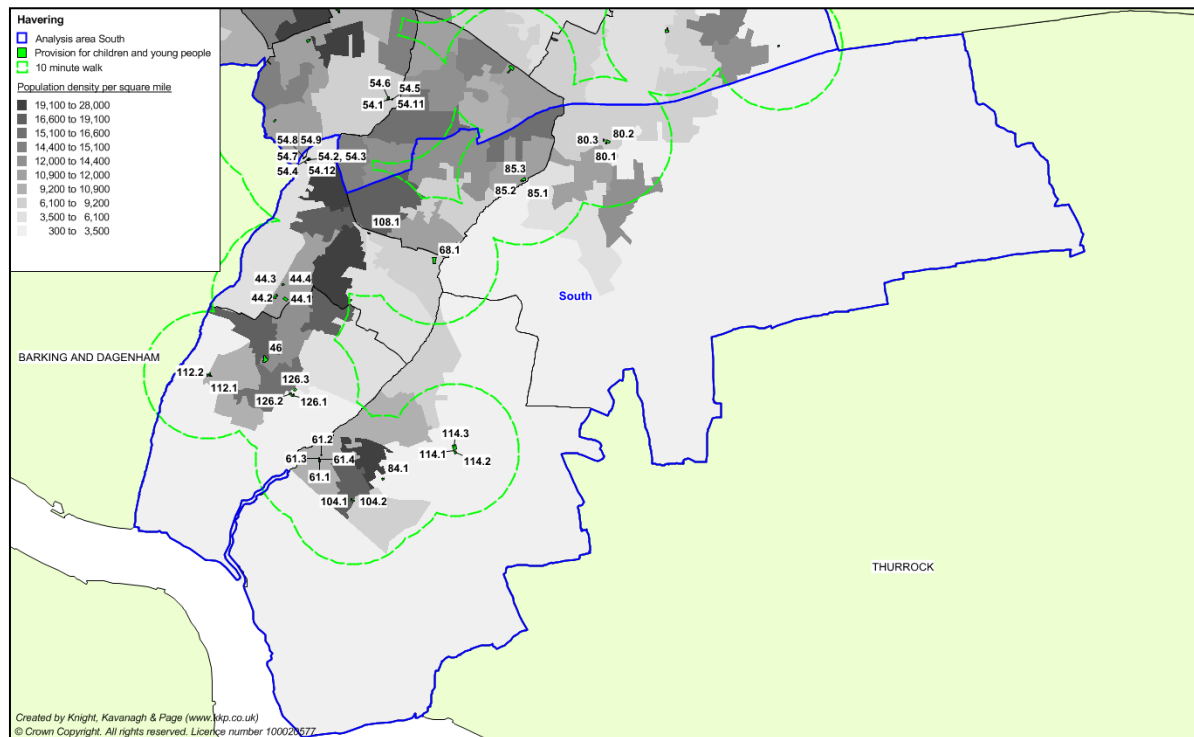 Havering
Analysis area South
Provision for children and young people
10 minute walk
Population density per square mile
19,100 to 28,000
16,600 to 19,100
15,100 to 16,600
14,400 to 15,100
12,000 to 14,400
10,900 to 12,000
9,200 to 10,900
6,100 to 9,200
3,500 to 6,100
300 to 3,500
54.6
54.5
54.1
54.11
54.8
54.9
54.7
54.2, 54.3
54.4
54.12
80.3
80.2
80.1
85.3
85.2
85.1
108.1
68.1
44.3
44.4
44.2
44.1
South
46
BARKING AND DAGENHAM
112.2
112.1
126.3
126.2
126.1
61.2
61.3
61.4
61.1
84.1
114.3
114.1
114.2
104.1
104.2
THURROCK
Created by Knight, Kavanagh & Page (www.kkp.co.uk)
© Crown Copyright. All rights reserved. Licence number 100020577